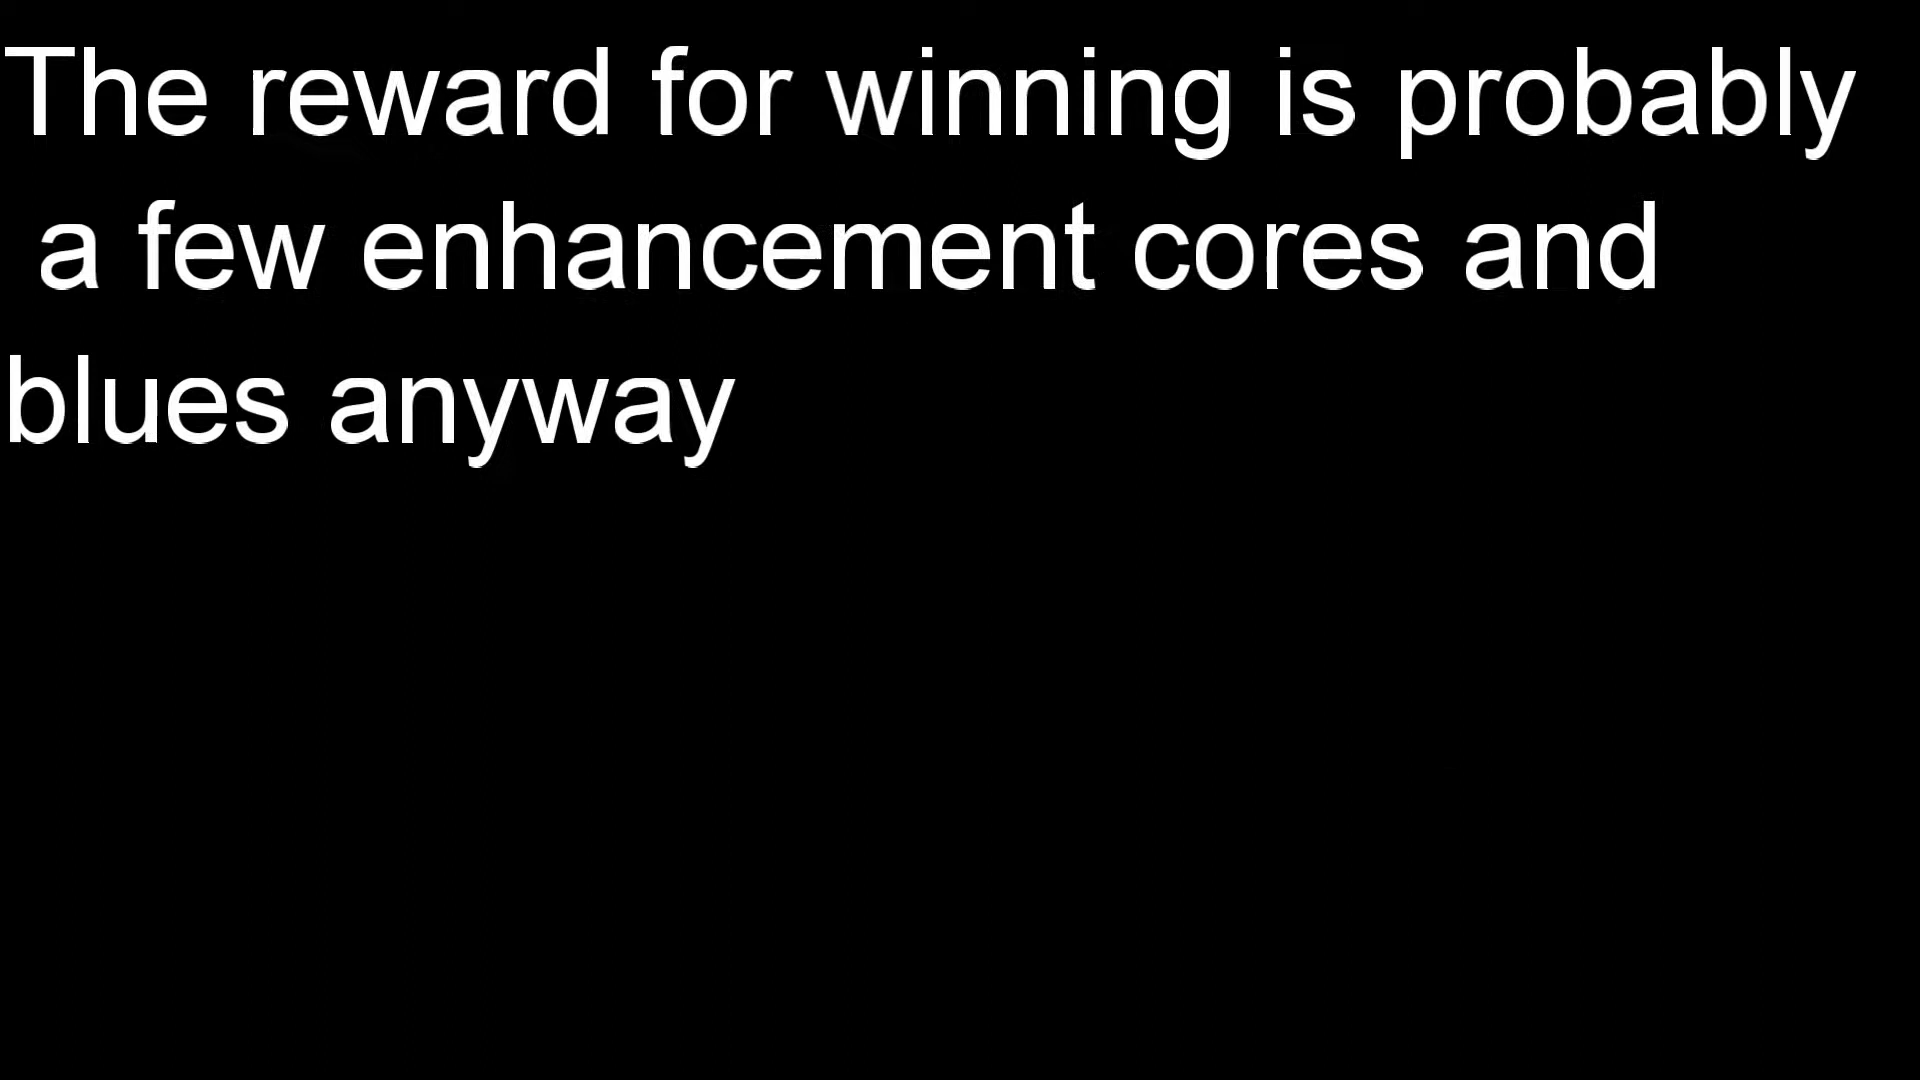 The reward for winning is probably
a few enhancement cores and
blues anyway